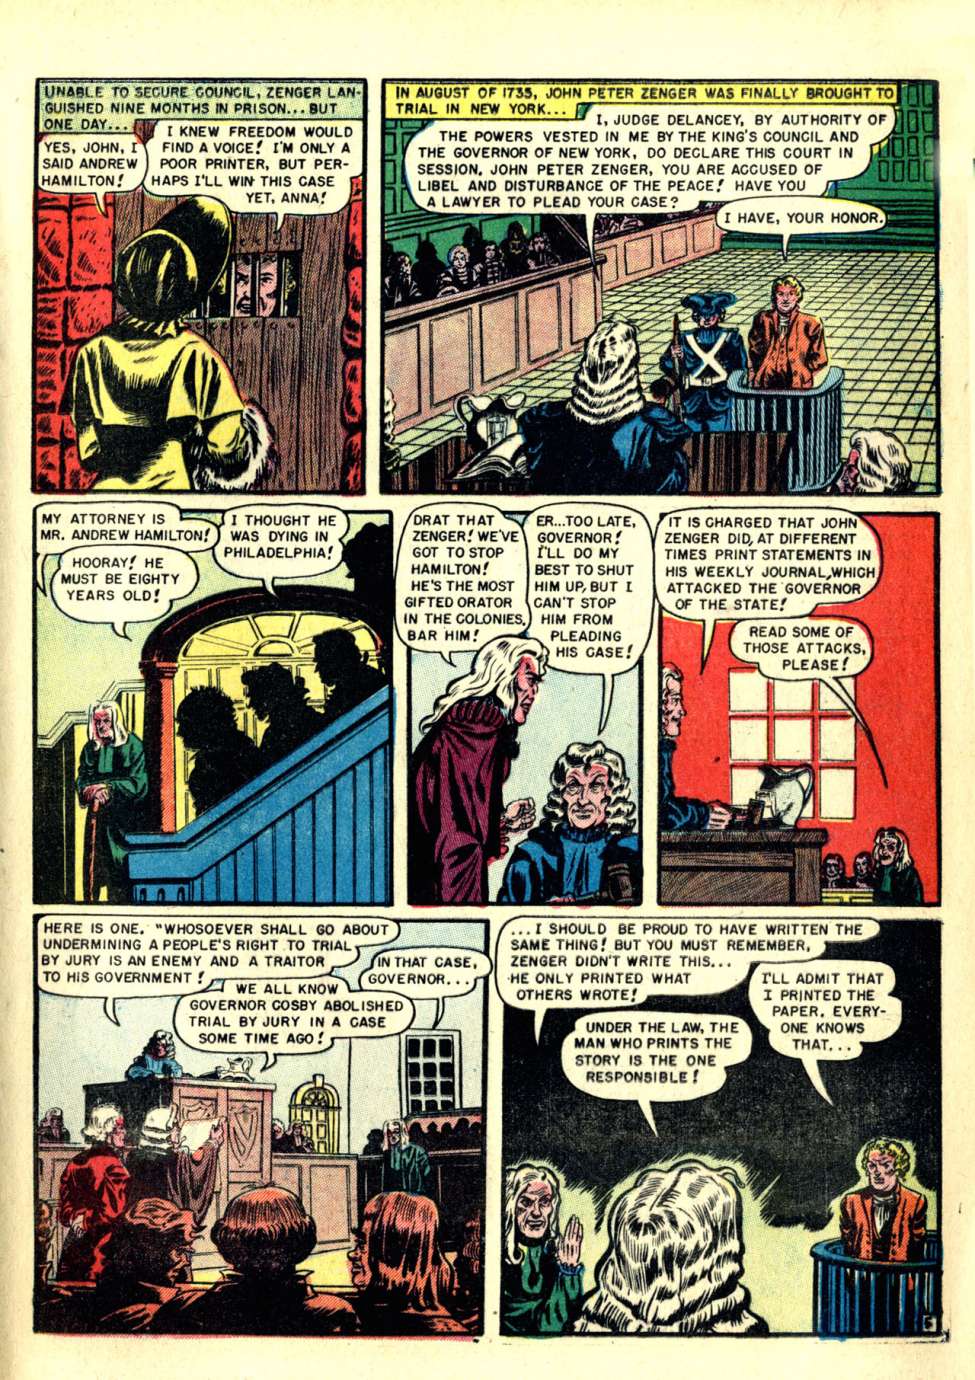 UNABLE TO SECURE COUNCIL, ZENGER LAN-
GUISHED NINE MONTHS IN PRISON... BUT
ONE DAY...
YES, JOHN, I
SAID ANDREW
HAMILTON!
I KNEW FREEDOM WOULD
FIND A VOICE! I'M ONLY A
POOR PRINTER, BUT PER-
HAPS I'LL WIN THIS CASE
YET, ANNA!
IN AUGUST OF 1735, JOHN PETER ZENGER WAS FINALLY BROUGHT TO
TRIAL IN NEW YORK...
I, JUDGE DELANCEY, BY AUTHORITY OF
THE POWERS VESTED IN ME BY THE KING'S COUNCIL AND
THE GOVERNOR OF NEW YORK, DO DECLARE THIS COURT IN
SESSION. JOHN PETER ZENGER, YOU ARE ACCUSED OF
LIBEL AND DISTURBANCE OF THE PEACE! HAVE YOU
A LAWYER TO PLEAD YOUR CASE?
I HAVE, YOUR HONOR.
MY ATTORNEY IS
MR. ANDREW HAMILTON!
HOORAY! HE
MUST BE EIGHTY
YEARS OLD!
I THOUGHT HE
WAS DYING IN
PHILADELPHIA!
DRAT THAT
ZENGER! WE'VE
GOT TO STOP
HAMILTON!
HE'S THE MOST
GIFTED ORATOR
IN THE COLONIES.
BAR HIM!
ER...TOO LATE,
GOVERNOR!
I'LL DO MY
BEST TO SHUT
HIM UP, BUT I
CAN'T STOP
HIM FROM
PLEADING
HIS CASE!
IT IS CHARGED THAT JOHN
ZENGER DID, AT DIFFERENT
TIMES PRINT STATEMENTS IN
HIS WEEKLY JOURNAL, WHICH
ATTACKED THE GOVERNOR
OF THE STATE!
READ SOME OF
THOSE ATTACKS,
PLEASE!
HERE IS ONE. "WHOSOEVER SHALL GO ABOUT
UNDERMINING A PEOPLE'S RIGHT TO TRIAL
BY JURY IS AN ENEMY AND A TRAITOR
TO HIS GOVERNMENT!
WE ALL KNOW
GOVERNOR COSBY ABOLISHED
TRIAL BY JURY IN A CASE
SOME TIME AGO!
IN THAT CASE,
GOVERNOR...
...I SHOULD BE PROUD TO HAVE WRITTEN THE
SAME THING! BUT YOU MUST REMEMBER,
ZENGER DIDN'T WRITE THIS...
HE ONLY PRINTED WHAT
OTHERS WROTE!
UNDER THE LAW, THE
MAN WHO PRINTS THE
STORY IS THE ONE
RESPONSIBLE!
I'LL ADMIT THAT
I PRINTED THE
PAPER. EVERY-
ONE KNOWS
THAT...
5